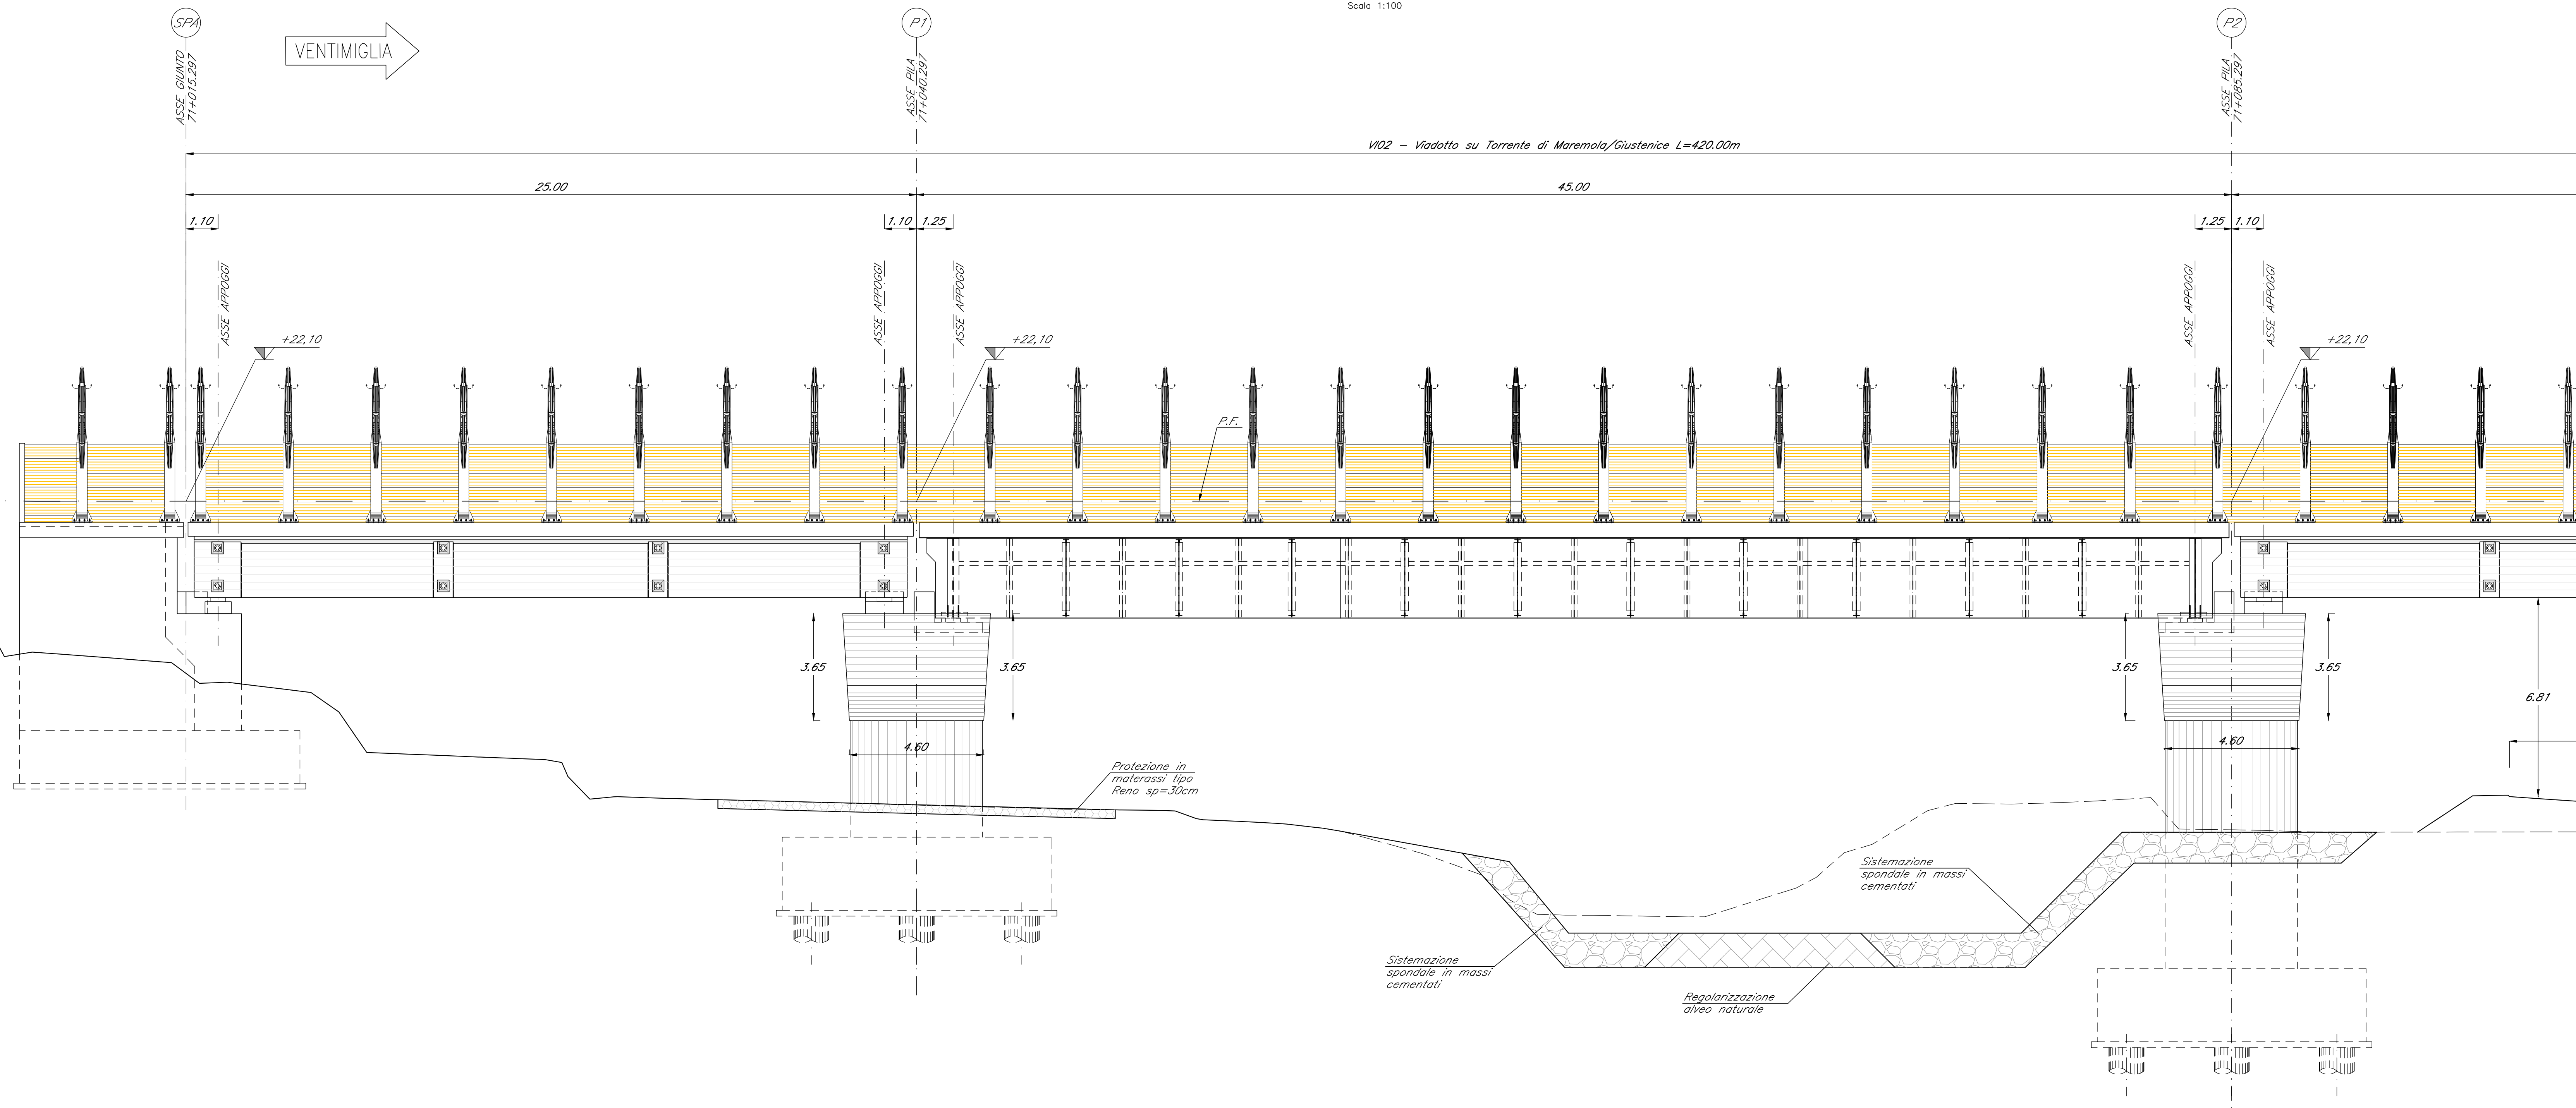 Scala 1:100
SPA
P1
P2
VENTIMIGLIA
ASSE GIUNTO
71+015.297
ASSE PILA
71+040.297
ASSE PILA
71+085.297
VI02 - Viadotto su Torrente di Maremola/Giustenice L=420.00m
25.00
45.00
1.10
1.10
1.25
1.25
1.10
ASSE APPOGGI
ASSE APPOGGI
ASSE APPOGGI
ASSE APPOGGI
ASSE APPOGGI
+22,10
+22,10
+22,10
P.F.
3.65
3.65
3.65
3.65
6.81
4.60
4.60
Protezione in
materassi tipo
Reno sp=30cm
Sistemazione
spondale in massi
cementati
Sistemazione
spondale in massi
cementati
Regolarizzazione
alveo naturale